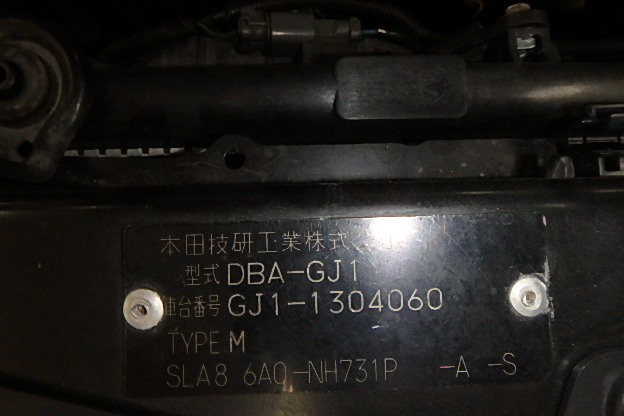 本田技研工業株式
型式 DBA-GJ1
車台番号 GJ1-1304060
TYPE M
SLA8 6AQ-NH731P -A -S